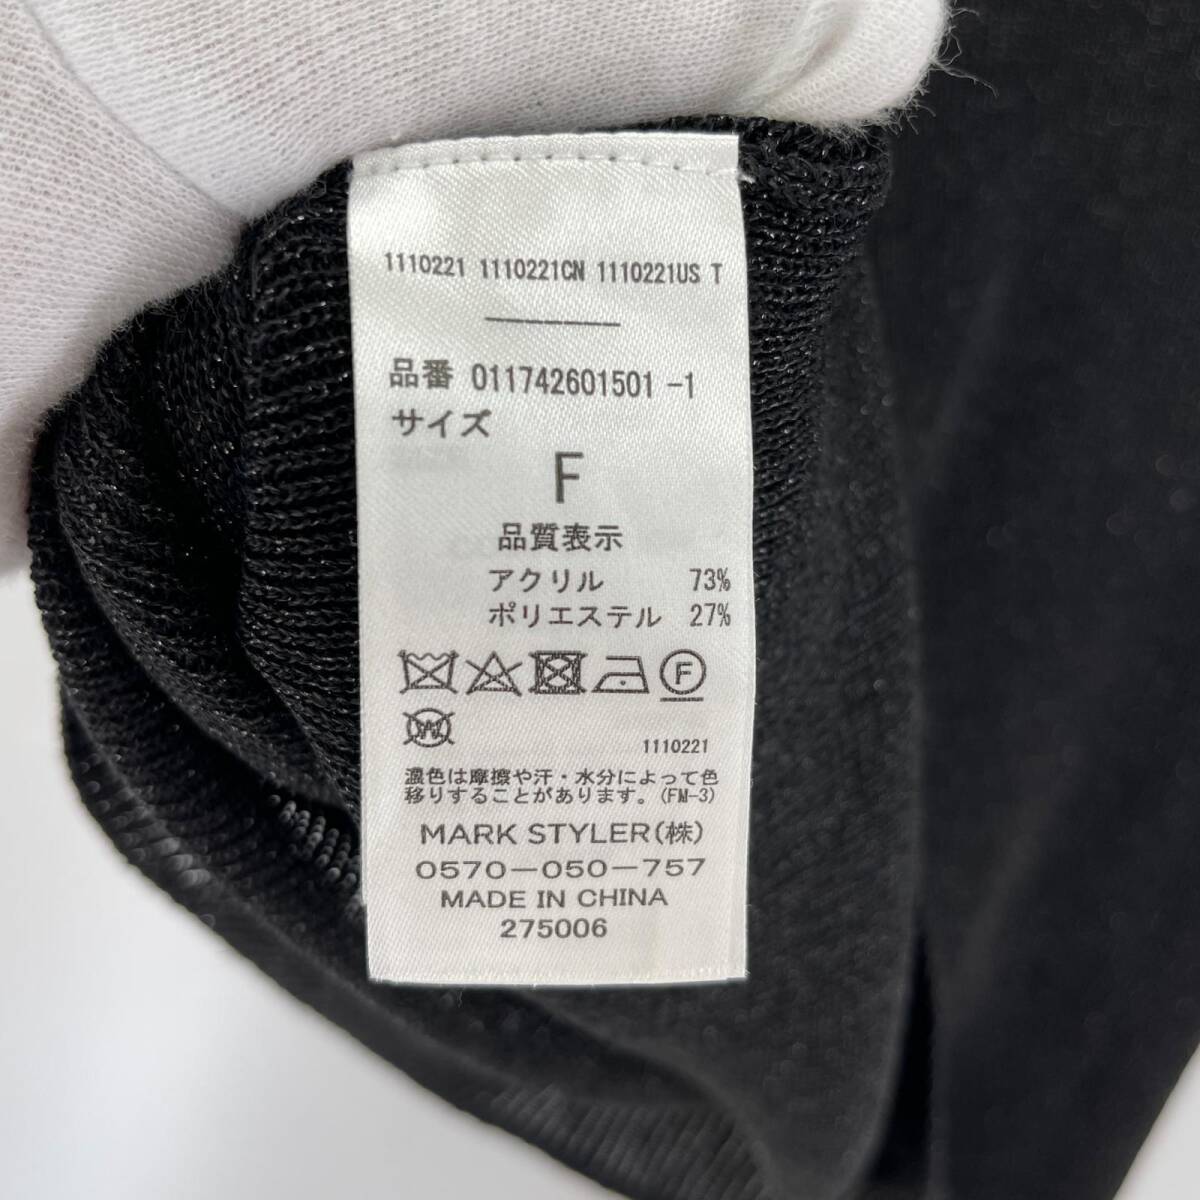 1110221 1110221CN 1110221US T
品番 011742601501 -1
サイズ
F
品質表示
アクリル 73%
ポリエステル 27%
F
W
1110221
濃色は摩擦や汗・水分によって色
移りすることがあります。(FM-3)
MARK STYLER(株)
0570-050-757
MADE IN CHINA
275006